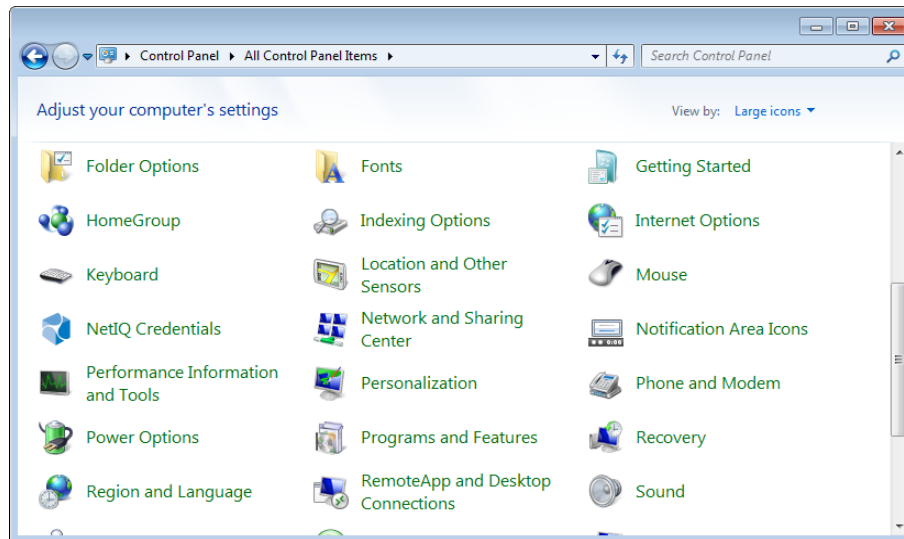 Control Panel All Control Panel Items Search Control Panel
Adjust your computer's settings View by: Large icons
Folder Options Fonts Getting Started
HomeGroup Indexing Options Internet Options
Keyboard
Location and Other
Sensors
Mouse
NetIQ Credentials
Network and Sharing
Center
Notification Area Icons
Performance Information
and Tools
Personalization Phone and Modem
Power Options Programs and Features Recovery
Region and Language
RemoteApp and Desktop
Connections
Sound